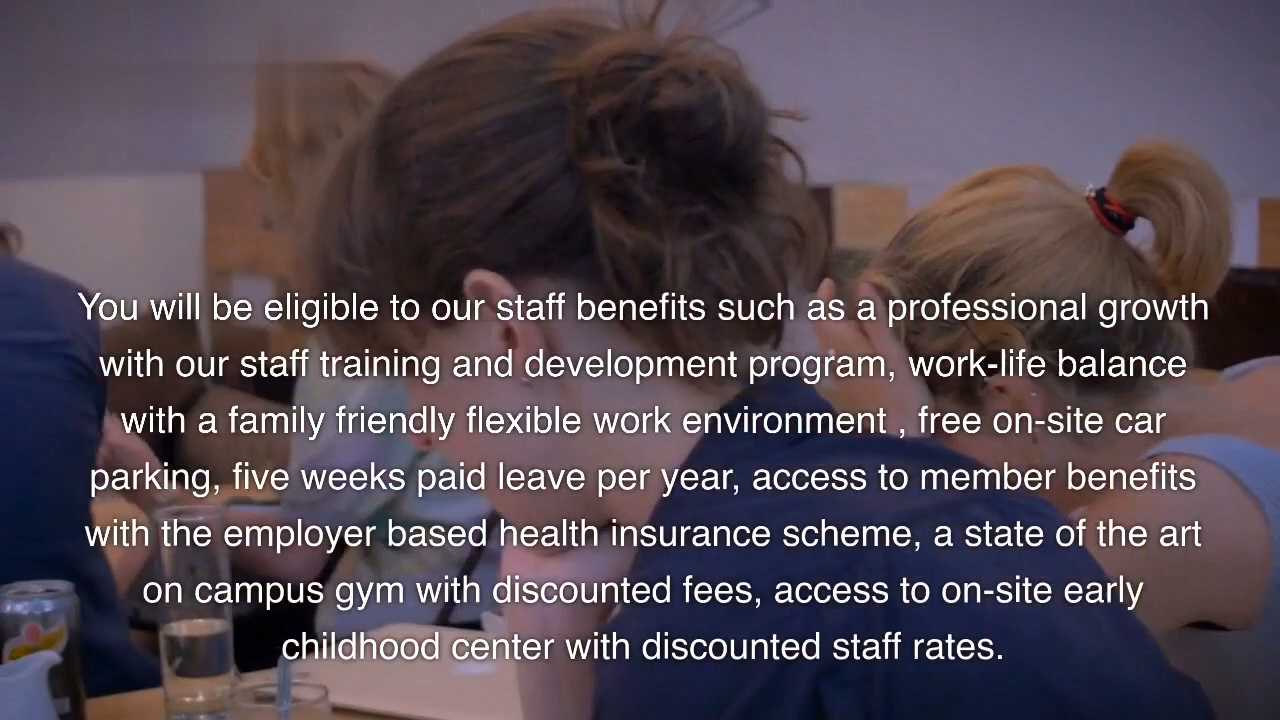 You will be eligible to our staff benefits such as a professional growth
with our staff training and development program, work-life balance
with a family friendly flexible work environment , free on-site car
parking, five weeks paid leave per year, access to member benefits
with the employer based health insurance scheme, a state of the art
on campus gym with discounted fees, access to on-site early
childhood center with discounted staff rates.